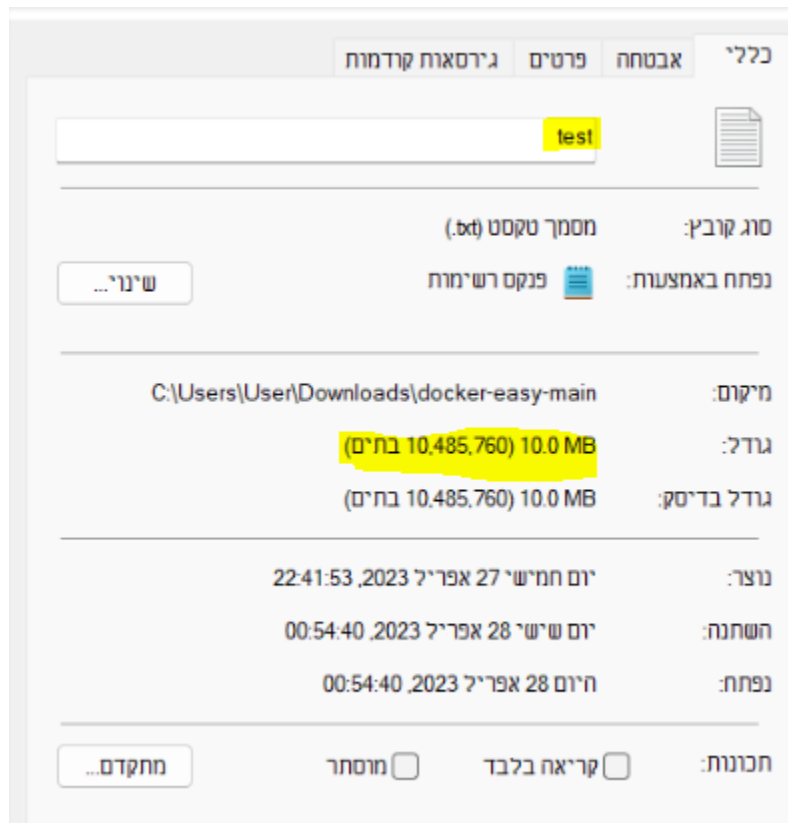 כללי אבטחה פרטים גירסאות קודמות
test
סוג קובץ: מסמך טקסט (.txt)
נפתח באמצעות: פנקס רשימות שינוי...
מיקום: C:\Users\User\Downloads\docker-easy-main
גודל: 10.0 MB (10,485,760 בתים)
גודל בדיסק: 10.0 MB (10,485,760 בתים)
נוצר: יום חמישי 27 אפריל 2023, 22:41:53
השתנה: יום שישי 28 אפריל 2023, 00:54:40
נפתח: היום 28 אפריל 2023, 00:54:40
תכונות: קריאה בלבד מוסתר מתקדם...